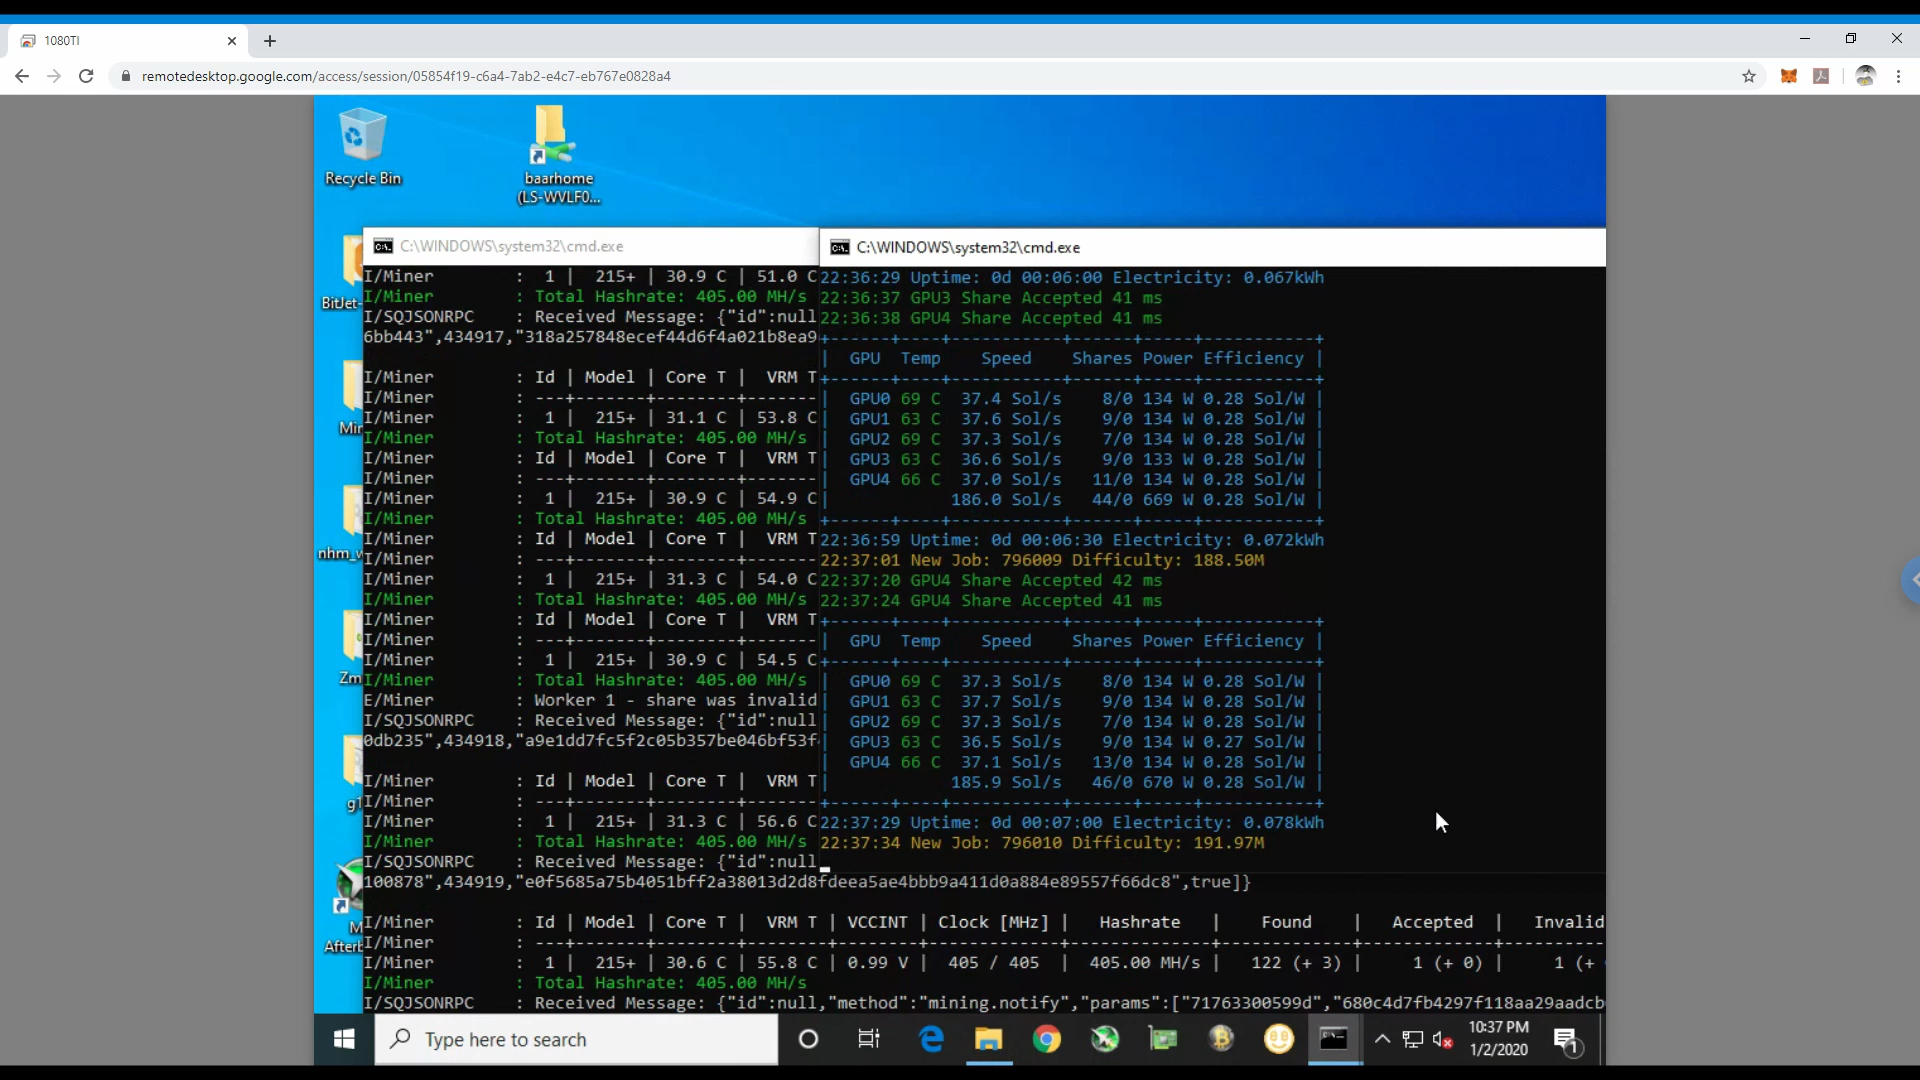 1080TI
remotedesktop.google.com/access/session/05854f19-c6a4-7ab2-e4c7-eb767e0828a4
Recycle Bin
baarhome
(LS-WVLF0...
BitJet-
Min
nhm_w
Zm
g1
M
Afterb
C:\WINDOWS\system32\cmd.exe
I/Miner : 1 | 215+ | 30.9 C | 51.0 C
I/Miner : Total Hashrate: 405.00 MH/s
I/SQJSONRPC : Received Message: {"id":null
6bb443",434917,"318a257848ecef44d6f4a021b8ea9
I/Miner : Id | Model | Core T | VRM T
I/Miner : ---+-------+--------+-------
I/Miner : 1 | 215+ | 31.1 C | 53.8 C
I/Miner : Total Hashrate: 405.00 MH/s
I/Miner : Id | Model | Core T | VRM T
I/Miner : ---+-------+--------+-------
I/Miner : 1 | 215+ | 30.9 C | 54.9 C
I/Miner : Total Hashrate: 405.00 MH/s
I/Miner : Id | Model | Core T | VRM T
I/Miner : ---+-------+--------+-------
I/Miner : 1 | 215+ | 31.3 C | 54.0 C
I/Miner : Total Hashrate: 405.00 MH/s
I/Miner : Id | Model | Core T | VRM T
I/Miner : ---+-------+--------+-------
I/Miner : 1 | 215+ | 30.9 C | 54.5 C
I/Miner : Total Hashrate: 405.00 MH/s
E/Miner : Worker 1 - share was invalid
I/SQJSONRPC : Received Message: {"id":null
0db235",434918,"a9e1dd7fc5f2c05b357be046bf53f
I/Miner : Id | Model | Core T | VRM T
I/Miner : ---+-------+--------+-------
I/Miner : 1 | 215+ | 31.3 C | 56.6 C
I/Miner : Total Hashrate: 405.00 MH/s
I/SQJSONRPC : Received Message: {"id":null
100878",434919,"e0f5685a75b4051bff2a38013d2d8fdeea5ae4bbb9a411d0a884e89557f66dc8",true]}
I/Miner : Id | Model | Core T | VRM T | VCCINT | Clock [MHz] | Hashrate | Found | Accepted | Invalid
I/Miner : ---+-------+--------+--------+--------+-------------+--------------+-------------+-------------+----------
I/Miner : 1 | 215+ | 30.6 C | 55.8 C | 0.99 V | 405 / 405 | 405.00 MH/s | 122 (+ 3) | 1 (+ 0) | 1 (+
I/Miner : Total Hashrate: 405.00 MH/s
I/SQJSONRPC : Received Message: {"id":null,"method":"mining.notify","params":["71763300599d","680c4d7fb4297f118aa29aadcb
C:\WINDOWS\system32\cmd.exe
22:36:29 Uptime: 0d 00:06:00 Electricity: 0.067kWh
22:36:37 GPU3 Share Accepted 41 ms
22:36:38 GPU4 Share Accepted 41 ms
+------+----+-----------+------+-----+-----------+
| GPU Temp Speed Shares Power Efficiency |
+------+----+-----------+------+-----+-----------+
| GPU0 69 C 37.4 Sol/s 8/0 134 W 0.28 Sol/W |
| GPU1 63 C 37.6 Sol/s 9/0 134 W 0.28 Sol/W |
| GPU2 69 C 37.3 Sol/s 7/0 134 W 0.28 Sol/W |
| GPU3 63 C 36.6 Sol/s 9/0 133 W 0.28 Sol/W |
| GPU4 66 C 37.0 Sol/s 11/0 134 W 0.28 Sol/W |
| 186.0 Sol/s 44/0 669 W 0.28 Sol/W |
+------+----+-----------+------+-----+-----------+
22:36:59 Uptime: 0d 00:06:30 Electricity: 0.072kWh
22:37:01 New Job: 796009 Difficulty: 188.50M
22:37:20 GPU4 Share Accepted 42 ms
22:37:24 GPU4 Share Accepted 41 ms
+------+----+-----------+------+-----+-----------+
| GPU Temp Speed Shares Power Efficiency |
+------+----+-----------+------+-----+-----------+
| GPU0 69 C 37.3 Sol/s 8/0 134 W 0.28 Sol/W |
| GPU1 63 C 37.7 Sol/s 9/0 134 W 0.28 Sol/W |
| GPU2 69 C 37.3 Sol/s 7/0 134 W 0.28 Sol/W |
| GPU3 63 C 36.5 Sol/s 9/0 134 W 0.27 Sol/W |
| GPU4 66 C 37.1 Sol/s 13/0 134 W 0.28 Sol/W |
| 185.9 Sol/s 46/0 670 W 0.28 Sol/W |
+------+----+-----------+------+-----+-----------+
22:37:29 Uptime: 0d 00:07:00 Electricity: 0.078kWh
22:37:34 New Job: 796010 Difficulty: 191.97M
Type here to search
10:37 PM
1/2/2020
1